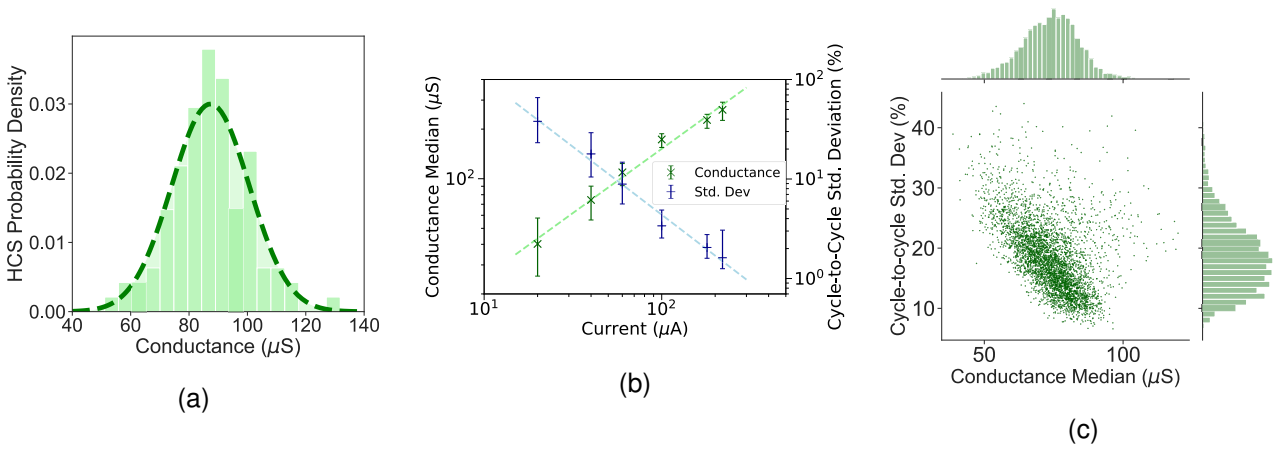 HCS Probability Density
0.03
0.02
0.01
0.00
40 60 80 100 120 140
Conductance (µS)
(a)
Conductance Median (µS)
10²
10¹ 10²
Current (µA)
Conductance
Std. Dev
10²
10¹
10⁰
Cycle-to-Cycle Std. Deviation (%)
(b)
Cycle-to-cycle Std. Dev (%)
40
30
20
10
50 100
Conductance Median (µS)
(c)